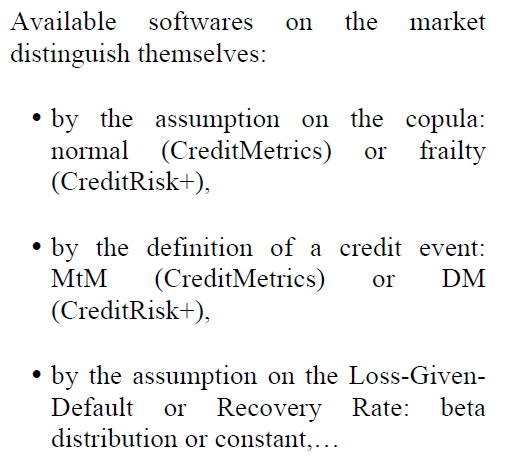 Available softwares on the market
distinguish themselves:
• by the assumption on the copula:
normal (CreditMetrics) or frailty
(CreditRisk+),
• by the definition of a credit event:
MtM (CreditMetrics) or DM
(CreditRisk+),
• by the assumption on the Loss-Given-
Default or Recovery Rate: beta
distribution or constant,…